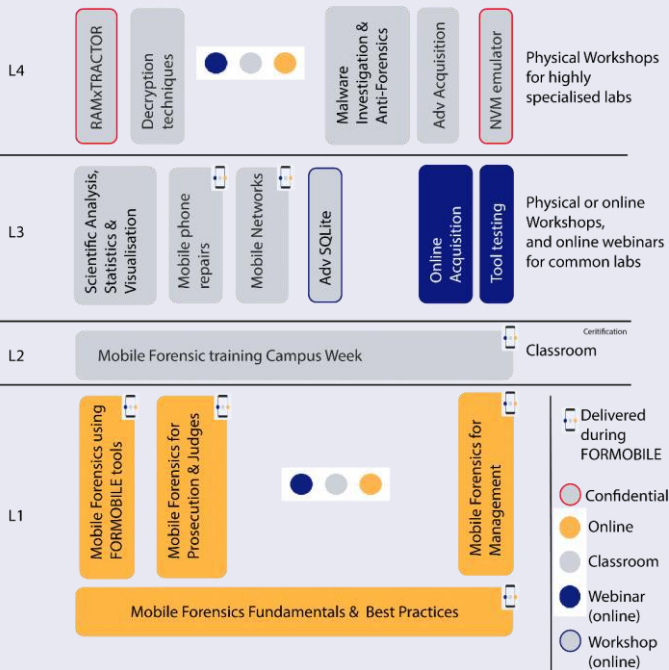 L4
RAMxTRACTOR
Decryption
techniques
Malware
Investigation &
Anti-Forensics
Adv Acquisition
NVM emulator
Physical Workshops
for highly
specialised labs
L3
Scientific Analysis,
Statistics &
Visualisation
Mobile phone
repairs
Mobile Networks
Adv SQLite
Online
Acquisition
Tool testing
Physical or online
Workshops,
and online webinars
for common labs
L2
Mobile Forensic training Campus Week
Ceritification
Classroom
L1
Mobile Forensics using
FORMOBILE tools
Mobile Forensics for
Prosecution & Judges
Mobile Forensics for
Management
Mobile Forensics Fundamentals & Best Practices
Delivered
during
FORMOBILE
Confidential
Online
Classroom
Webinar
(online)
Workshop
(online)